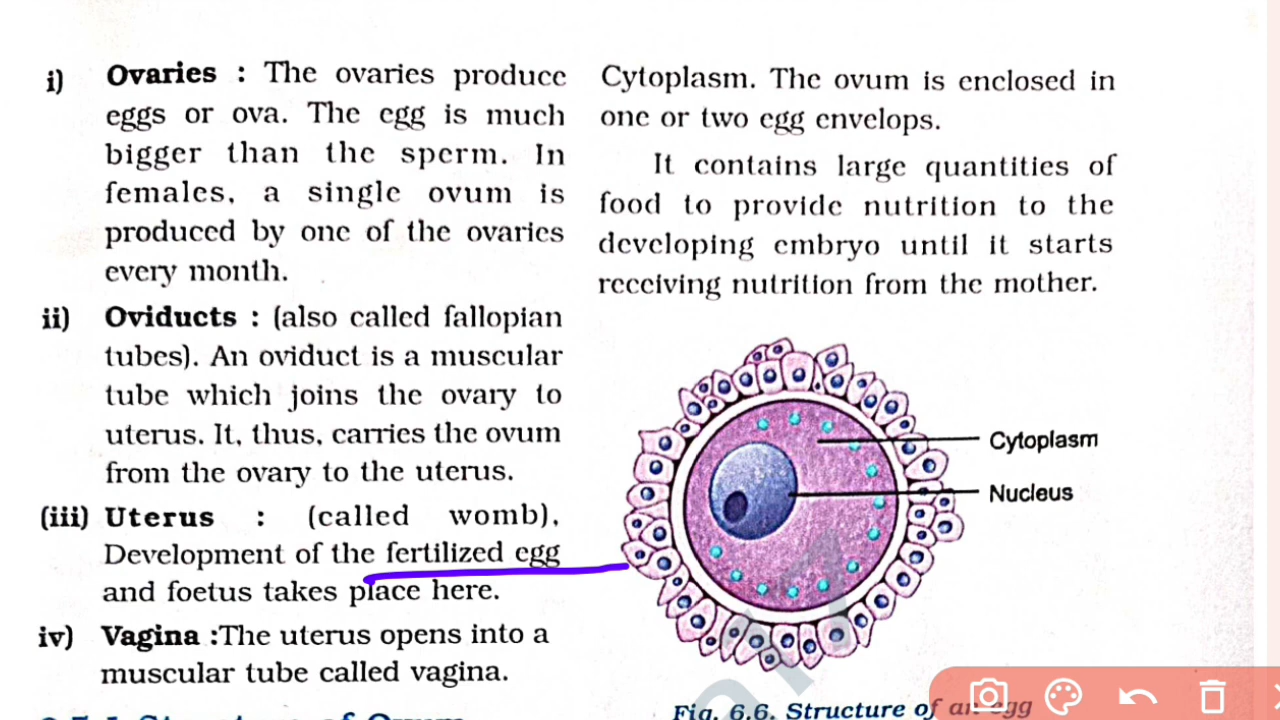 i) Ovaries : The ovaries produce
eggs or ova. The egg is much
bigger than the sperm. In
females, a single ovum is
produced by one of the ovaries
every month.
ii) Oviducts : (also called fallopian
tubes). An oviduct is a muscular
tube which joins the ovary to
uterus. It, thus, carries the ovum
from the ovary to the uterus.
(iii) Uterus : (called womb),
Development of the fertilized egg
and foetus takes place here.
iv) Vagina :The uterus opens into a
muscular tube called vagina.
Structure of Ovum
Cytoplasm. The ovum is enclosed in
one or two egg envelops.
It contains large quantities of
food to provide nutrition to the
developing embryo until it starts
receiving nutrition from the mother.
Cytoplasm
Nucleus
Fig. 6.6. Structure of an egg